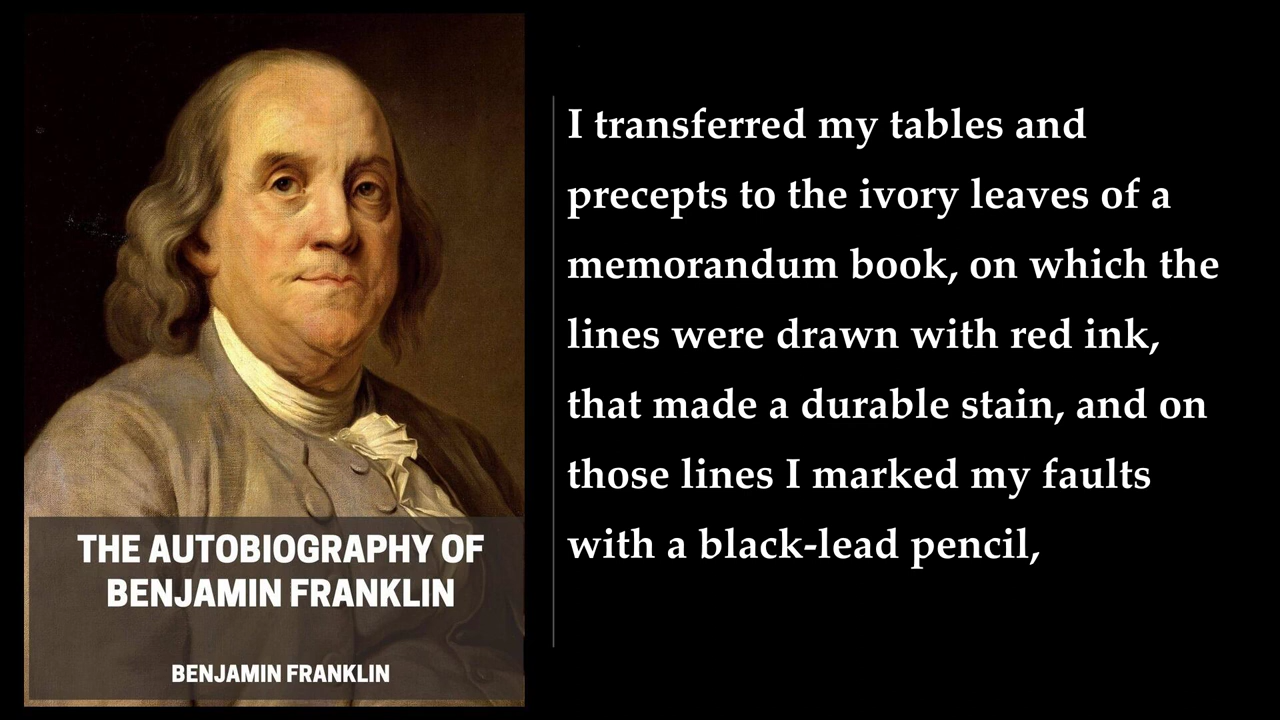 THE AUTOBIOGRAPHY OF
BENJAMIN FRANKLIN
BENJAMIN FRANKLIN
I transferred my tables and
precepts to the ivory leaves of a
memorandum book, on which the
lines were drawn with red ink,
that made a durable stain, and on
those lines I marked my faults
with a black-lead pencil,